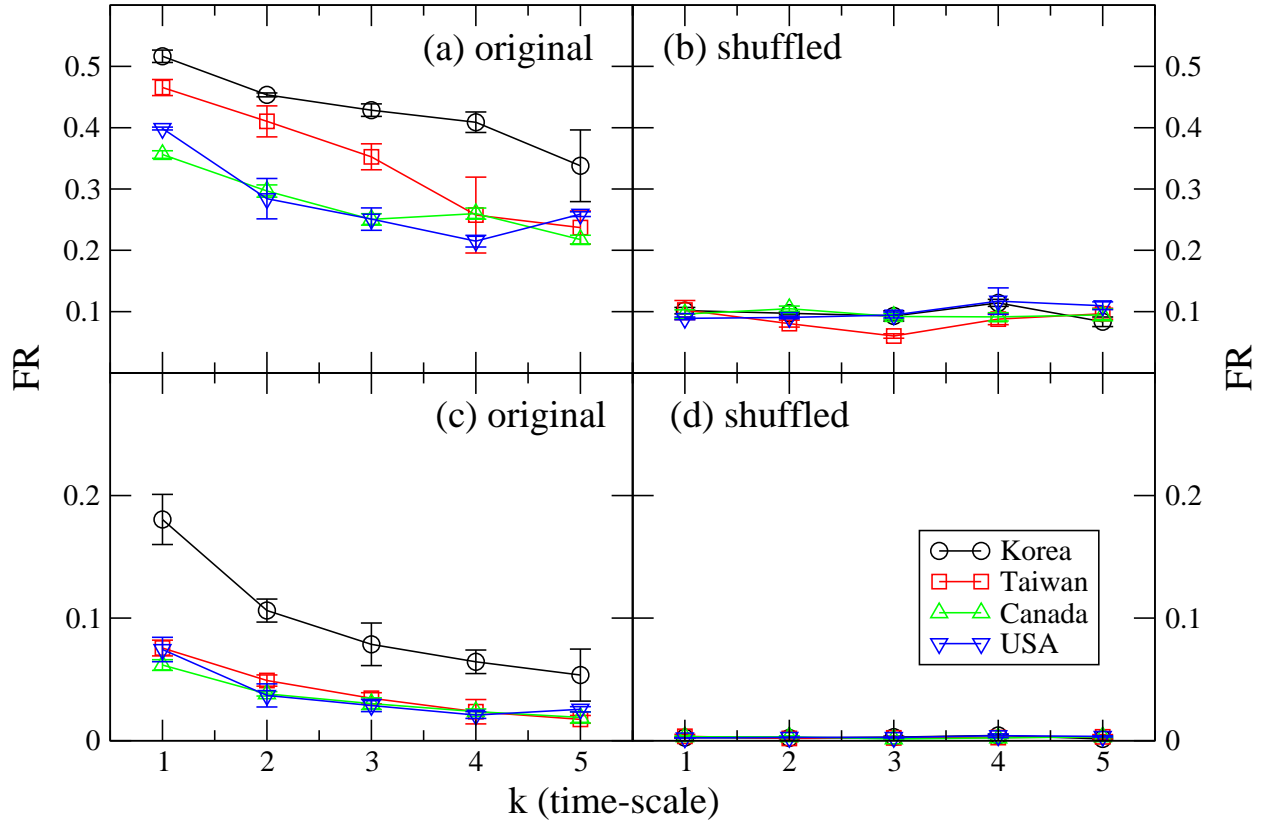 (a) original
(b) shuffled
0.5
0.4
0.3
0.2
0.1
0.5
0.4
0.3
0.2
0.1
FR
FR
(c) original
(d) shuffled
0.2
0.1
0
0.2
0.1
0
Korea
Taiwan
Canada
USA
1 2 3 4 5
1 2 3 4 5
k (time-scale)